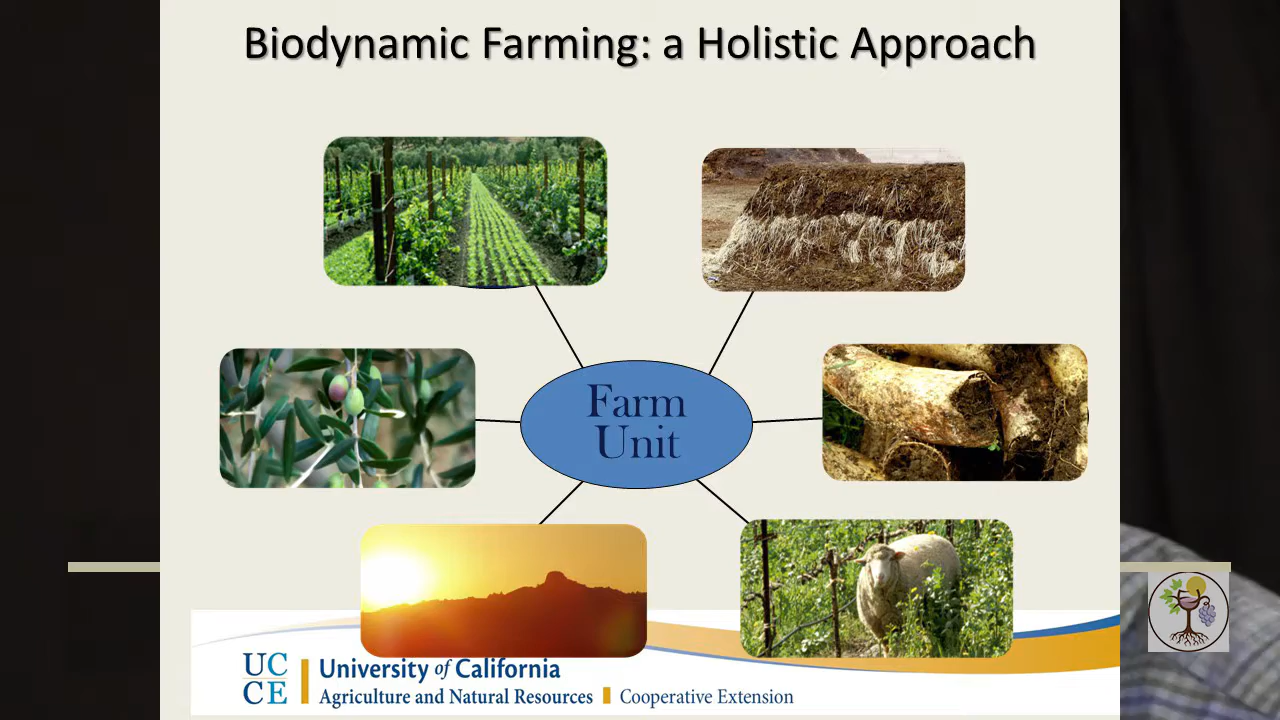 Biodynamic Farming: a Holistic Approach
Farm
Unit
UC
CE
University of California
Agriculture and Natural Resources
Cooperative Extension